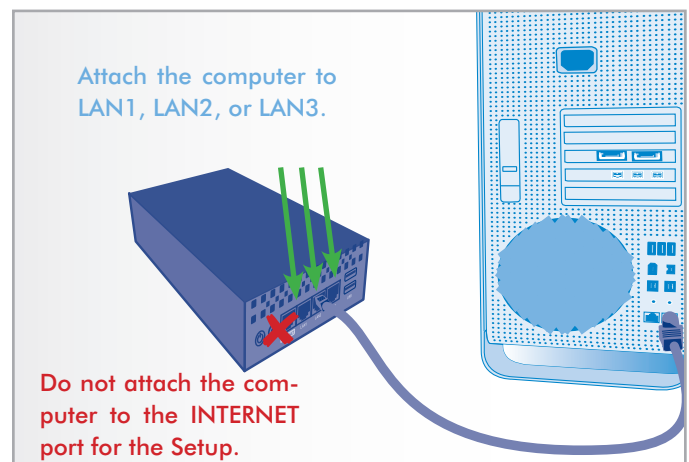 Attach the computer to
LAN1, LAN2, or LAN3.
Do not attach the com-
puter to the INTERNET
port for the Setup.